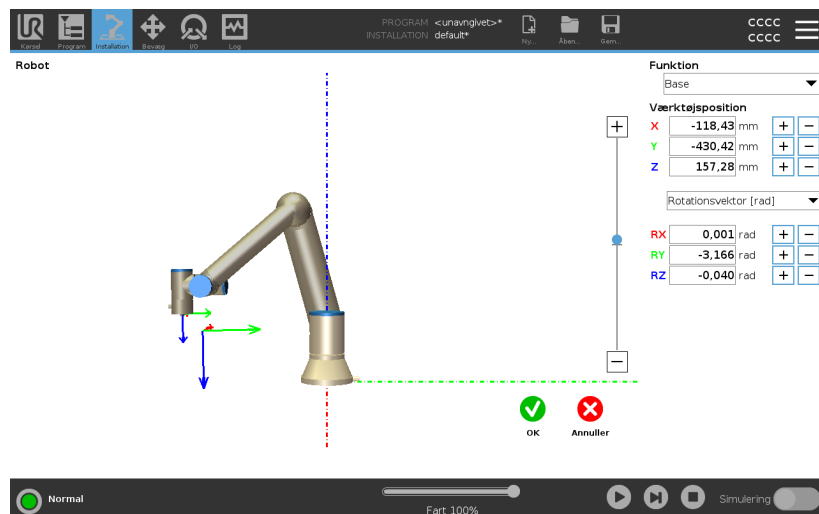 UR
PROGRAM <unavngivet>*
INSTALLATION default*
CCCC
CCCC
Kørsel Program Installation Bevæg I/O Log Ny... Åben... Gem...
Robot
Funktion
Base
Værktøjsposition
X -118,43 mm + −
Y -430,42 mm + −
Z 157,28 mm + −
Rotationsvektor [rad]
RX 0,001 rad + −
RY -3,166 rad + −
RZ -0,040 rad + −
OK Annuller
Normal
Fart 100%
Simulering